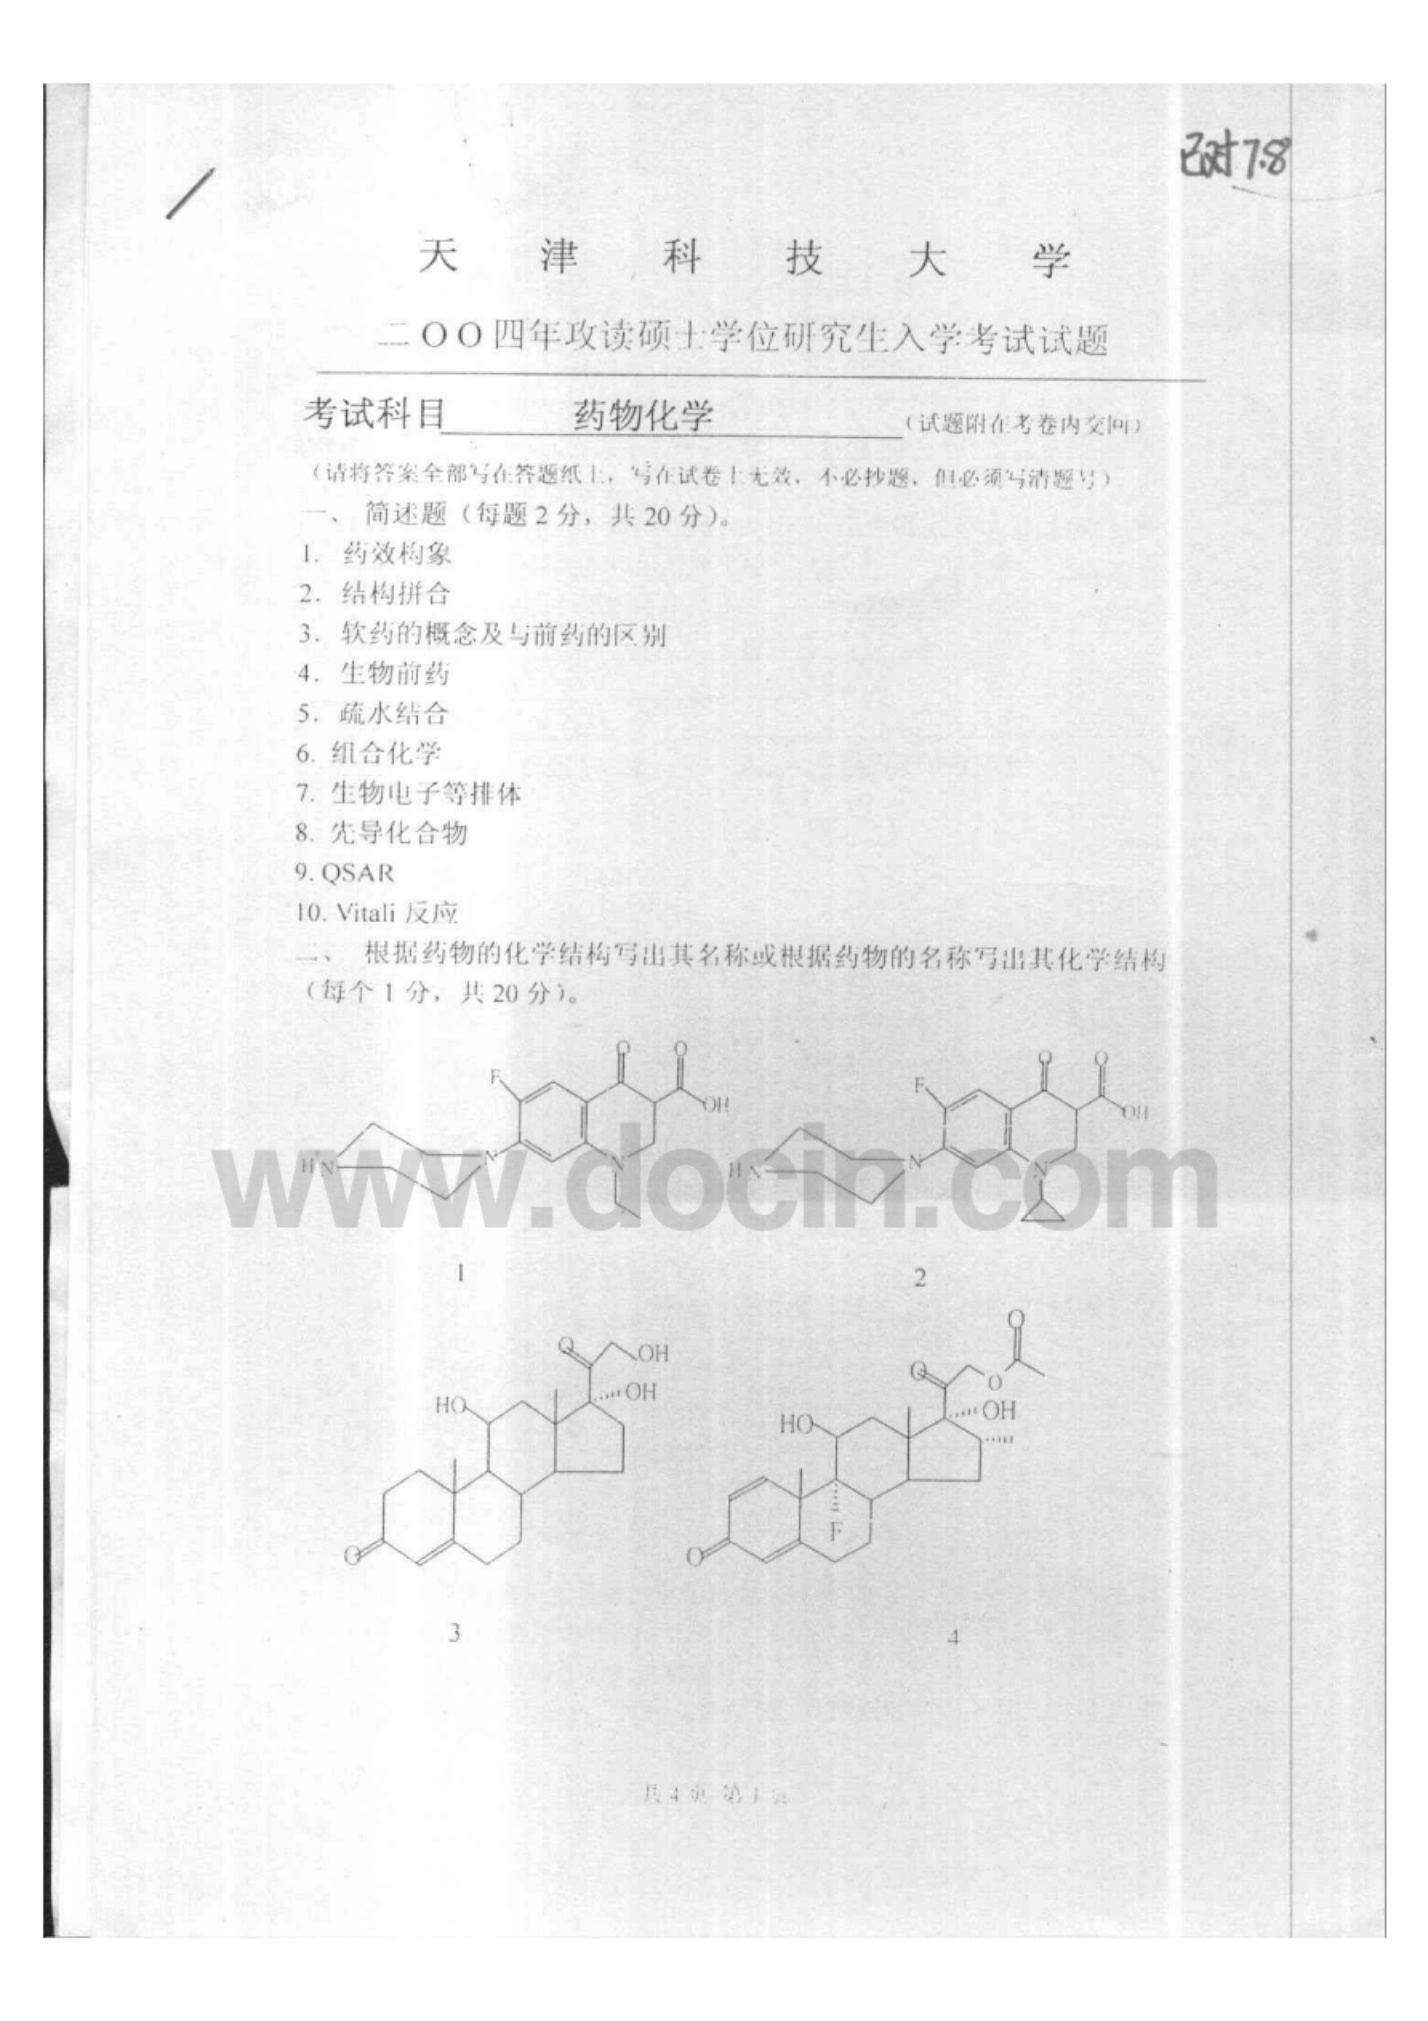 已对7.8
天津科技大学
二OO四年攻读硕士学位研究生入学考试试题
考试科目 药物化学 (试题附在考卷内交回)
(请将答案全部写在答题纸上,写在试卷上无效,不必抄题,但必须写清题号)
一、 简述题(每题2分,共20分)。
1. 药效构象
2. 结构拼合
3. 软药的概念及与前药的区别
4. 生物前药
5. 疏水结合
6. 组合化学
7. 生物电子等排体
8. 先导化合物
9. QSAR
10. Vitali 反应
二、 根据药物的化学结构写出其名称或根据药物的名称写出其化学结构
(每个1分,共20分)。
O O O O
F OH F OH
HN N N HN N N
www.docin.com
1 2
O OH O O O
HO OH HO OH
O O F
3 4
共4页 第1页